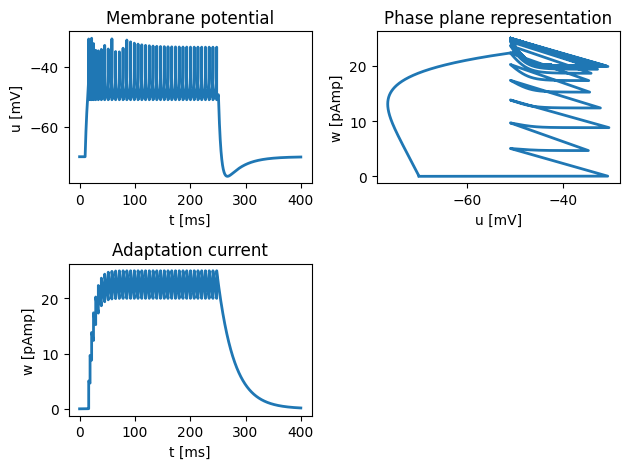 Membrane potential
−40
−60
u [mV]
0 100 200 300 400
t [ms]
Phase plane representation
20
10
0
w [pAmp]
−60 −40
u [mV]
Adaptation current
20
10
0
w [pAmp]
0 100 200 300 400
t [ms]